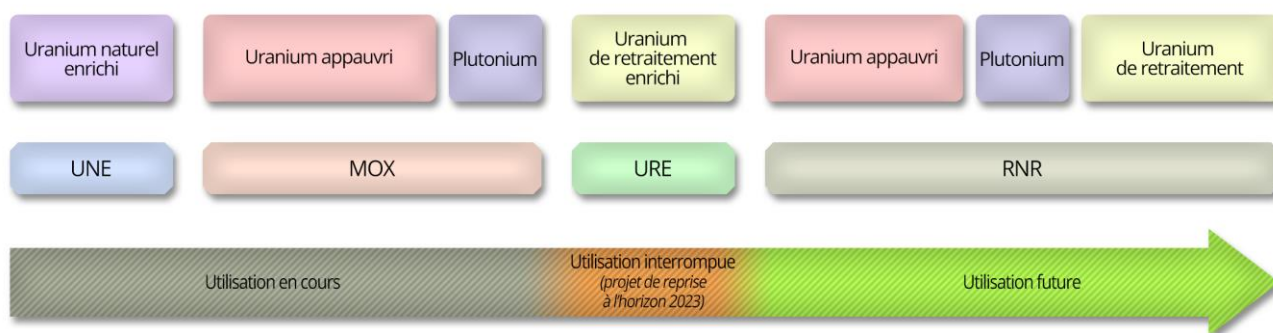 Uranium naturel
enrichi
Uranium appauvri
Plutonium
Uranium
de retraitement
enrichi
Uranium appauvri
Plutonium
Uranium
de retraitement
UNE
MOX
URE
RNR
Utilisation en cours
Utilisation interrompue
(projet de reprise
à l'horizon 2023)
Utilisation future